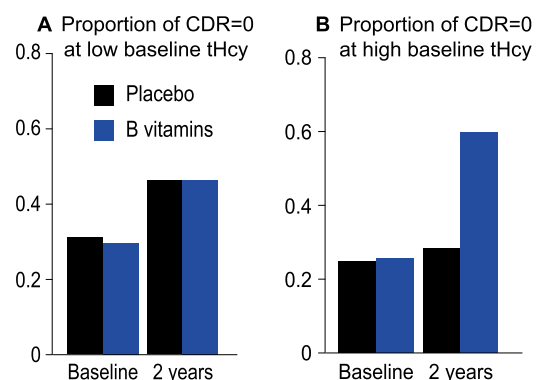 A Proportion of CDR=0
at low baseline tHcy
0.8
0.6
0.4
0.2
0
Placebo
B vitamins
Baseline 2 years
B Proportion of CDR=0
at high baseline tHcy
0.8
0.6
0.4
0.2
0
Baseline 2 years